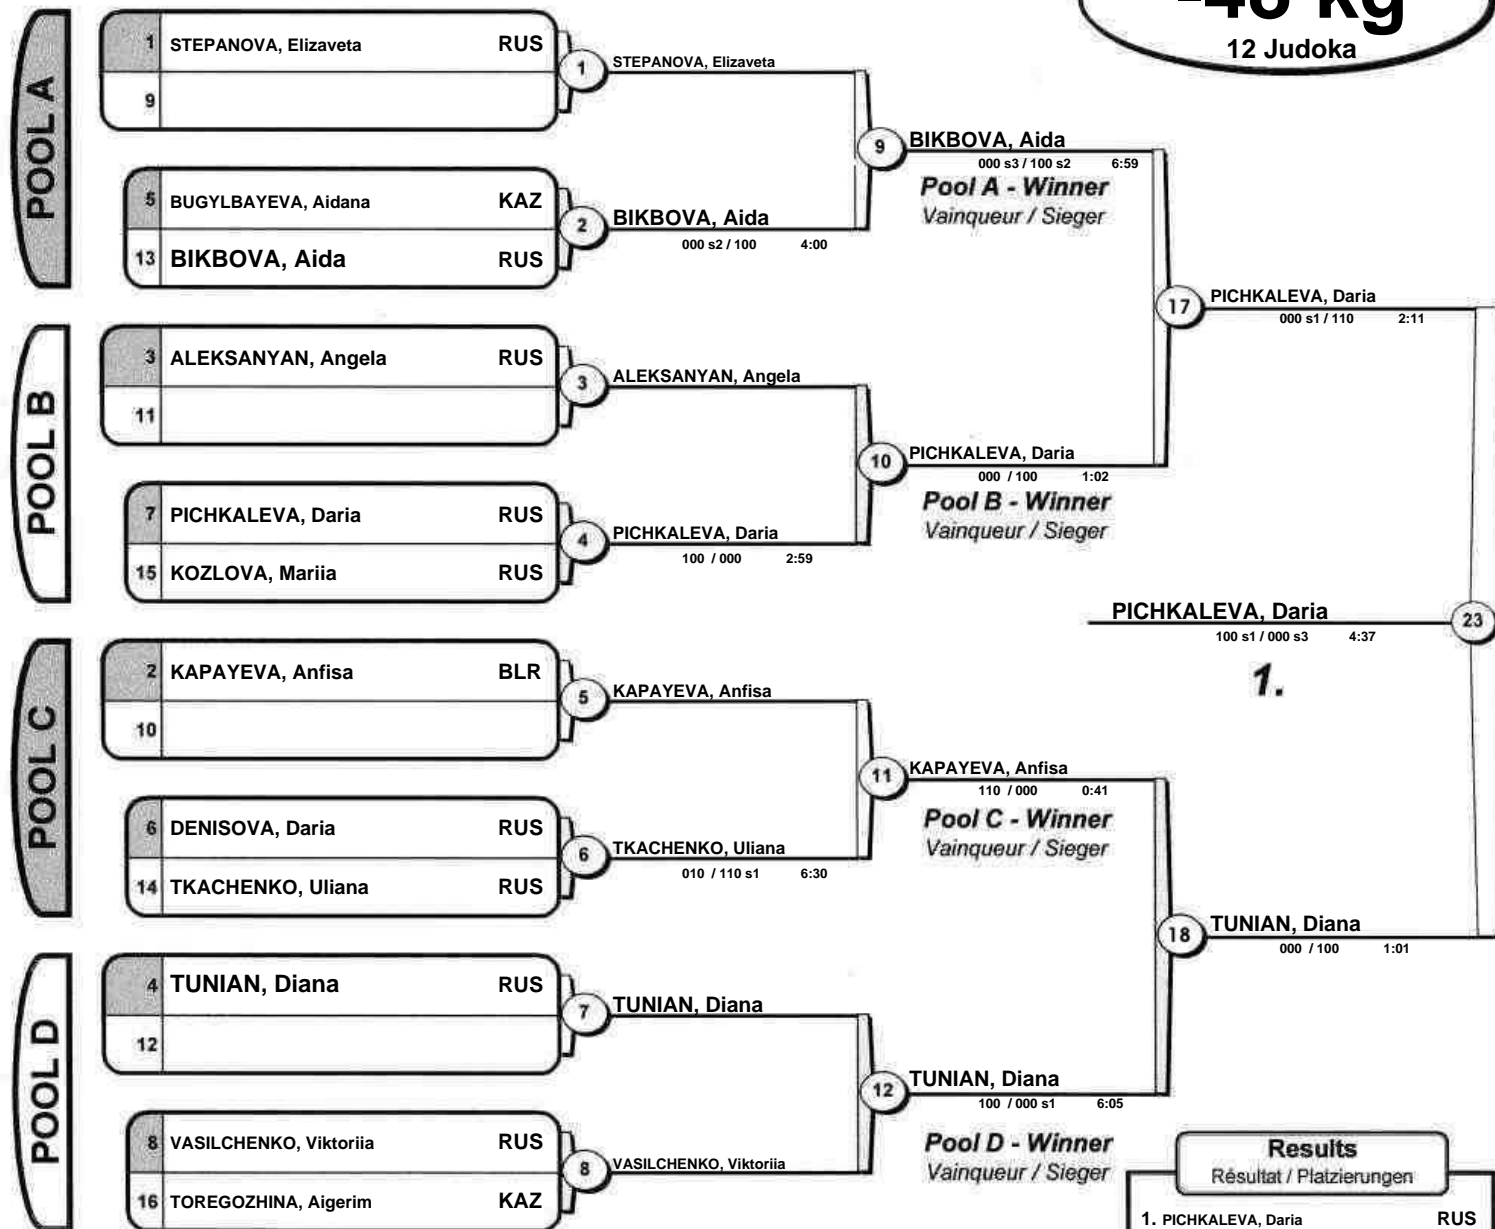 -48 kg
12 Judoka
POOL A
1 STEPANOVA, Elizaveta RUS
9
1 STEPANOVA, Elizaveta
5 BUGYLBAYEVA, Aidana KAZ
13 BIKBOVA, Aida RUS
2 BIKBOVA, Aida
000 s2 / 100 4:00
9 BIKBOVA, Aida
000 s3 / 100 s2 6:59
Pool A - Winner
Vainqueur / Sieger
POOL B
3 ALEKSANYAN, Angela RUS
11
3 ALEKSANYAN, Angela
7 PICHKALEVA, Daria RUS
15 KOZLOVA, Mariia RUS
4 PICHKALEVA, Daria
100 / 000 2:59
10 PICHKALEVA, Daria
000 / 100 1:02
Pool B - Winner
Vainqueur / Sieger
17 PICHKALEVA, Daria
000 s1 / 110 2:11
PICHKALEVA, Daria 23
100 s1 / 000 s3 4:37
1.
POOL C
2 KAPAYEVA, Anfisa BLR
10
5 KAPAYEVA, Anfisa
6 DENISOVA, Daria RUS
14 TKACHENKO, Uliana RUS
6 TKACHENKO, Uliana
010 / 110 s1 6:30
11 KAPAYEVA, Anfisa
110 / 000 0:41
Pool C - Winner
Vainqueur / Sieger
POOL D
4 TUNIAN, Diana RUS
12
7 TUNIAN, Diana
8 VASILCHENKO, Viktoriia RUS
16 TOREGOZHINA, Aigerim KAZ
8 VASILCHENKO, Viktoriia
12 TUNIAN, Diana
100 / 000 s1 6:05
Pool D - Winner
Vainqueur / Sieger
18 TUNIAN, Diana
000 / 100 1:01
Results
Résultat / Platzierungen
1. PICHKALEVA, Daria RUS